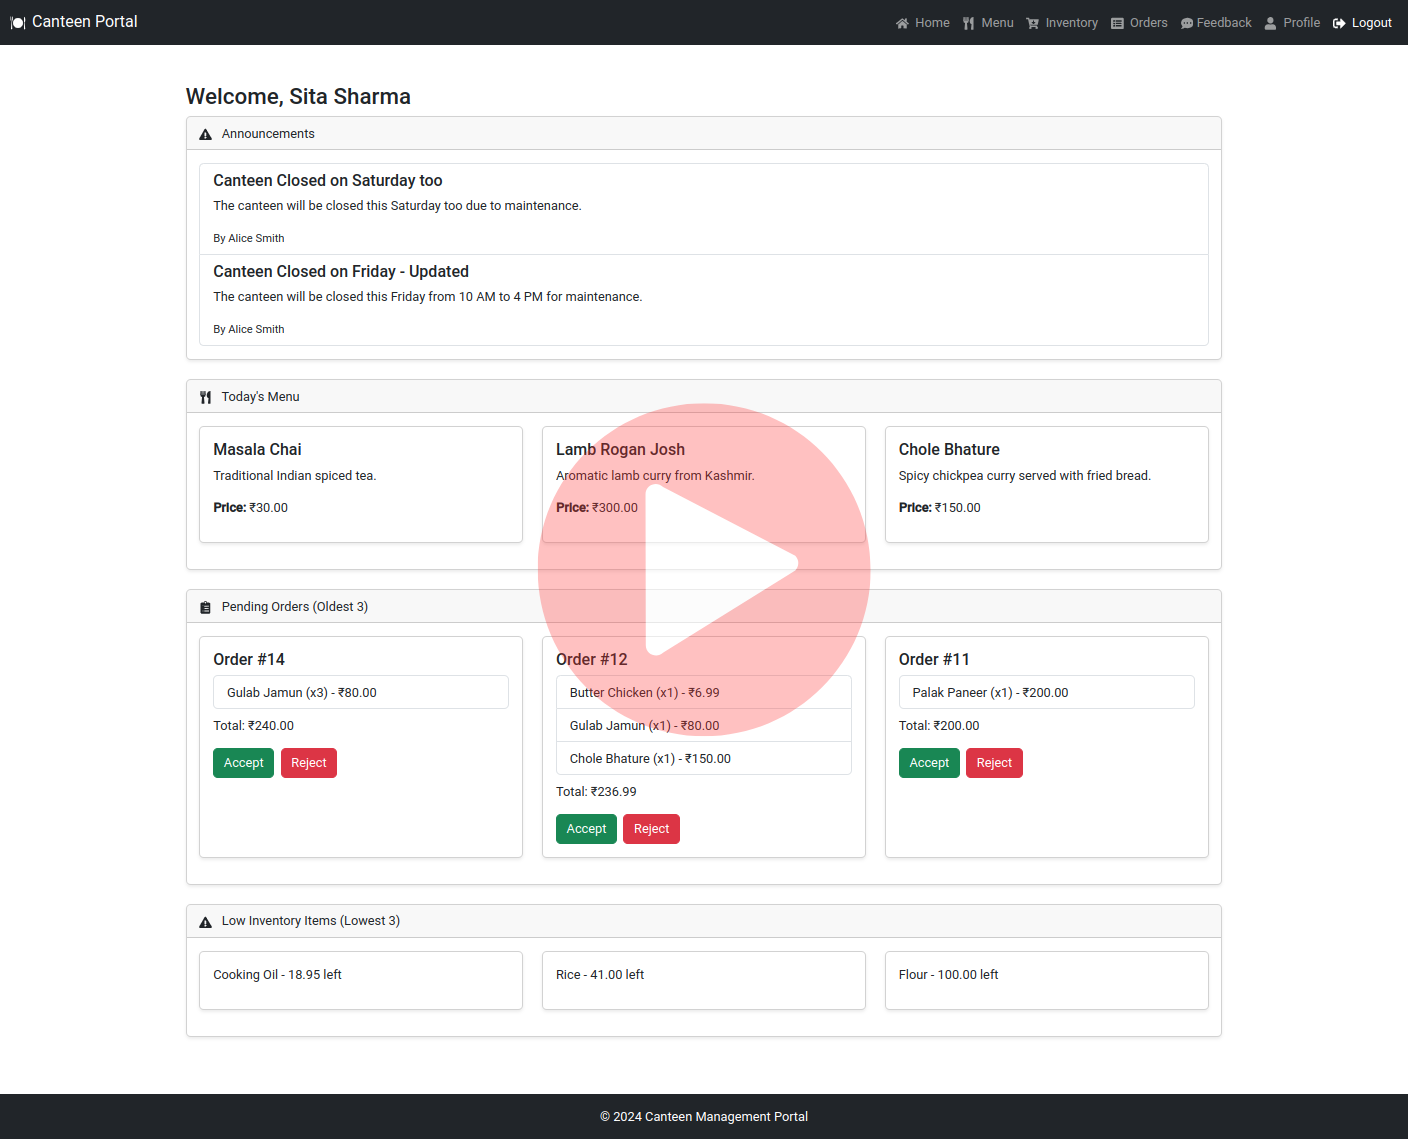 Canteen Portal
Home Menu Inventory Orders Feedback Profile Logout
Welcome, Sita Sharma
Announcements
Canteen Closed on Saturday too
The canteen will be closed this Saturday too due to maintenance.
By Alice Smith
Canteen Closed on Friday - Updated
The canteen will be closed this Friday from 10 AM to 4 PM for maintenance.
By Alice Smith
Today's Menu
Masala Chai
Traditional Indian spiced tea.
Price: ₹30.00
Lamb Rogan Josh
Aromatic lamb curry from Kashmir.
Price: ₹300.00
Chole Bhature
Spicy chickpea curry served with fried bread.
Price: ₹150.00
Pending Orders (Oldest 3)
Order #14
Gulab Jamun (x3) - ₹80.00
Total: ₹240.00
Accept Reject
Order #12
Butter Chicken (x1) - ₹6.99
Gulab Jamun (x1) - ₹80.00
Chole Bhature (x1) - ₹150.00
Total: ₹236.99
Accept Reject
Order #11
Palak Paneer (x1) - ₹200.00
Total: ₹200.00
Accept Reject
Low Inventory Items (Lowest 3)
Cooking Oil - 18.95 left
Rice - 41.00 left
Flour - 100.00 left
© 2024 Canteen Management Portal